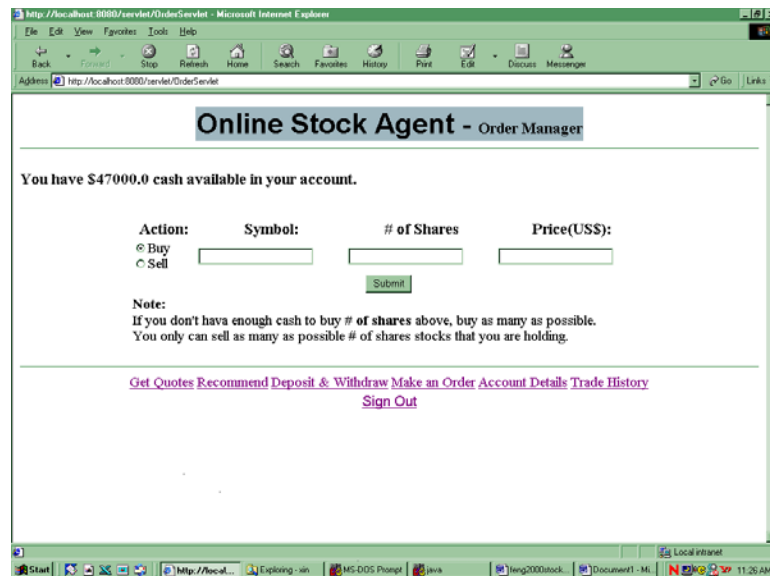 http://localhost:8080/servlet/OrderServlet - Microsoft Internet Explorer
File Edit View Favorites Tools Help
Back Forward Stop Refresh Home Search Favorites History Print Edit Discuss Messenger
Address http://localhost:8080/servlet/OrderServlet Go Links
Online Stock Agent - Order Manager
You have $47000.0 cash available in your account.
Action: Symbol: # of Shares Price(US$):
Buy
Sell
Submit
Note:
If you don't hava enough cash to buy # of shares above, buy as many as possible.
You only can sell as many as possible # of shares stocks that you are holding.
Get Quotes Recommend Deposit & Withdraw Make an Order Account Details Trade History
Sign Out
Local intranet
Start http://local... Exploring - xin MS-DOS Prompt java feng2000stock... Document1 - Mi... 11:26 AM